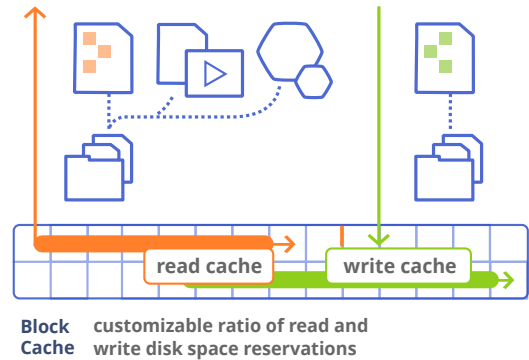 read cache
write cache
Block customizable ratio of read and
Cache write disk space reservations